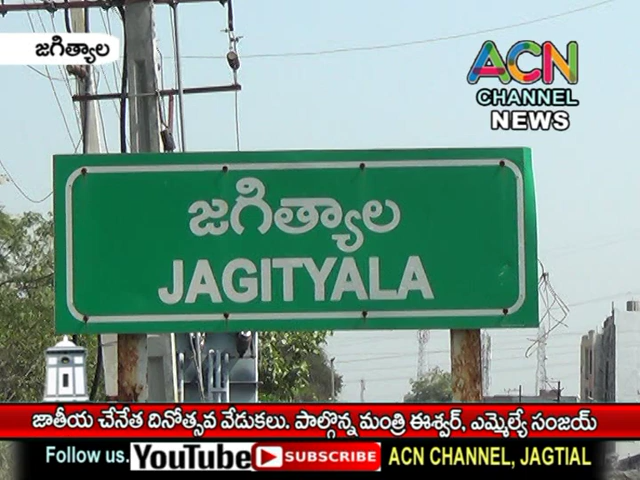 జగిత్యాల
ACN
CHANNEL
NEWS
జగిత్యాల
JAGITYALA
జాతీయ చేనేత దినోత్సవ వేడుకలు. పాల్గొన్న మంత్రి ఈశ్వర్, ఎమ్మెల్యే సంజయ్
Follow us. YouTube SUBSCRIBE ACN CHANNEL, JAGTIAL